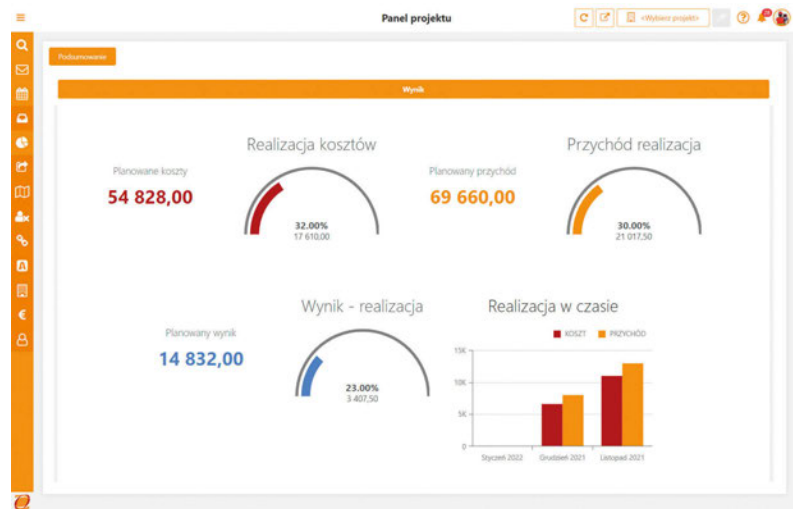 Panel projektu
<Wybierz projekt>
Podsumowanie
Wynik
Realizacja kosztów
Planowane koszty
54 828,00
32.00%
17 610,00
Przychód realizacja
Planowany przychód
69 660,00
30.00%
21 017,50
Wynik - realizacja
Planowany wynik
14 832,00
23.00%
3 407,50
Realizacja w czasie
KOSZT PRZYCHÓD
15K
10K
5K
0
Styczeń 2022 Grudzień 2021 Listopad 2021